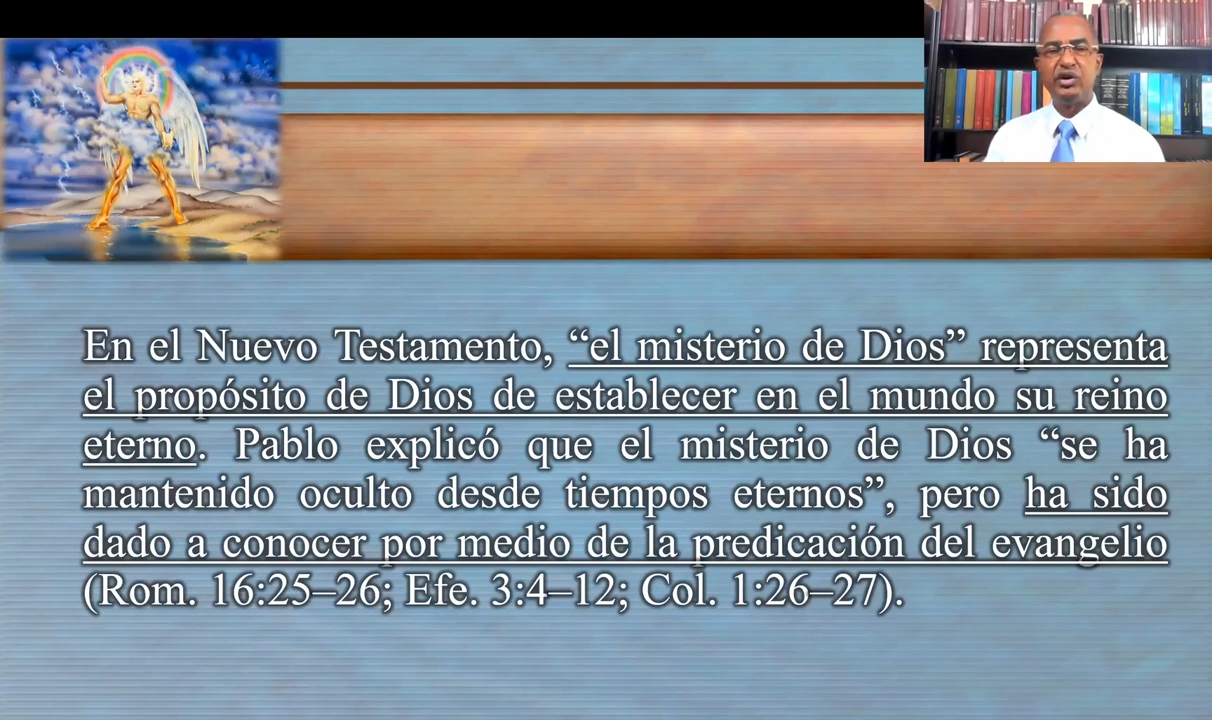 En el Nuevo Testamento, “el misterio de Dios” representa
el propósito de Dios de establecer en el mundo su reino
eterno. Pablo explicó que el misterio de Dios “se ha
mantenido oculto desde tiempos eternos”, pero ha sido
dado a conocer por medio de la predicación del evangelio
(Rom. 16:25–26; Efe. 3:4–12; Col. 1:26–27).